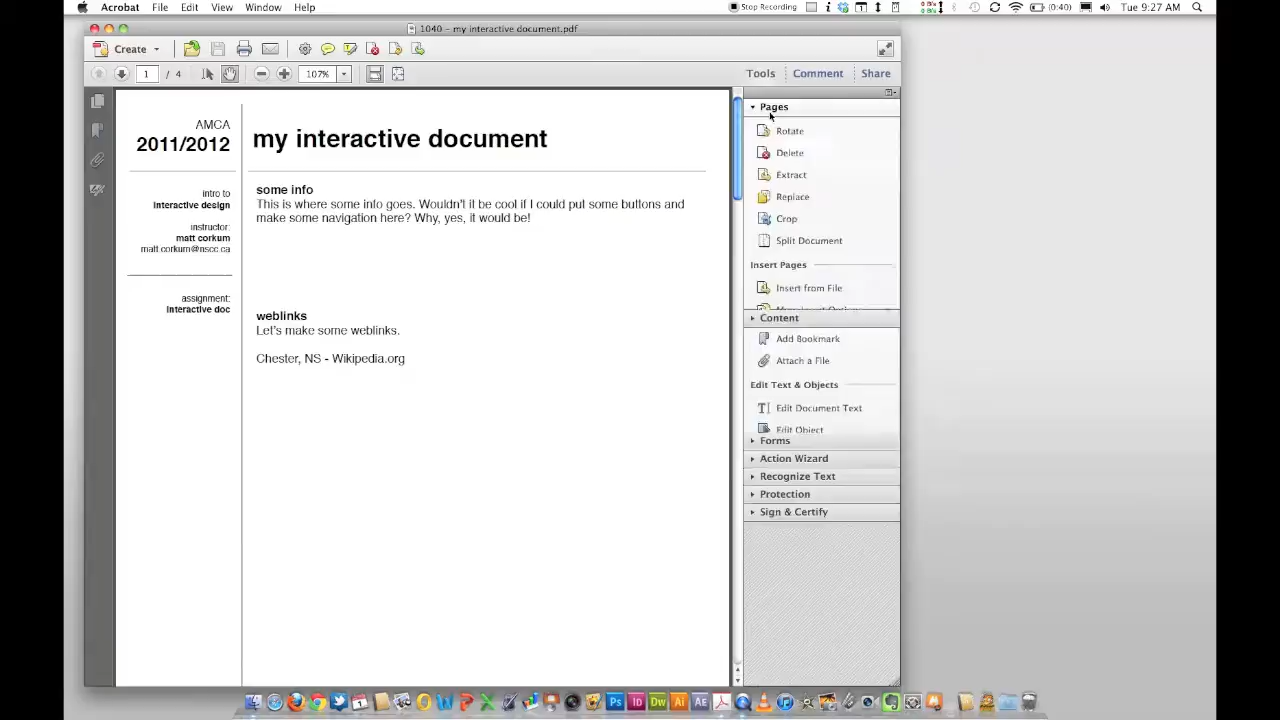 Acrobat File Edit View Window Help
Stop Recording
(0:40)
Tue 9:27 AM
1040 - my interactive document.pdf
Create
1 / 4
107%
Tools Comment Share
AMCA
2011/2012
intro to
interactive design
instructor:
matt corkum
matt.corkum@nscc.ca
assignment:
interactive doc
my interactive document
some info
This is where some info goes. Wouldn't it be cool if I could put some buttons and
make some navigation here? Why, yes, it would be!
weblinks
Let's make some weblinks.
Chester, NS - Wikipedia.org
Pages
Rotate
Delete
Extract
Replace
Crop
Split Document
Insert Pages
Insert from File
Content
Add Bookmark
Attach a File
Edit Text & Objects
Edit Document Text
Edit Object
Forms
Action Wizard
Recognize Text
Protection
Sign & Certify
Ps Id Dw Ai AE